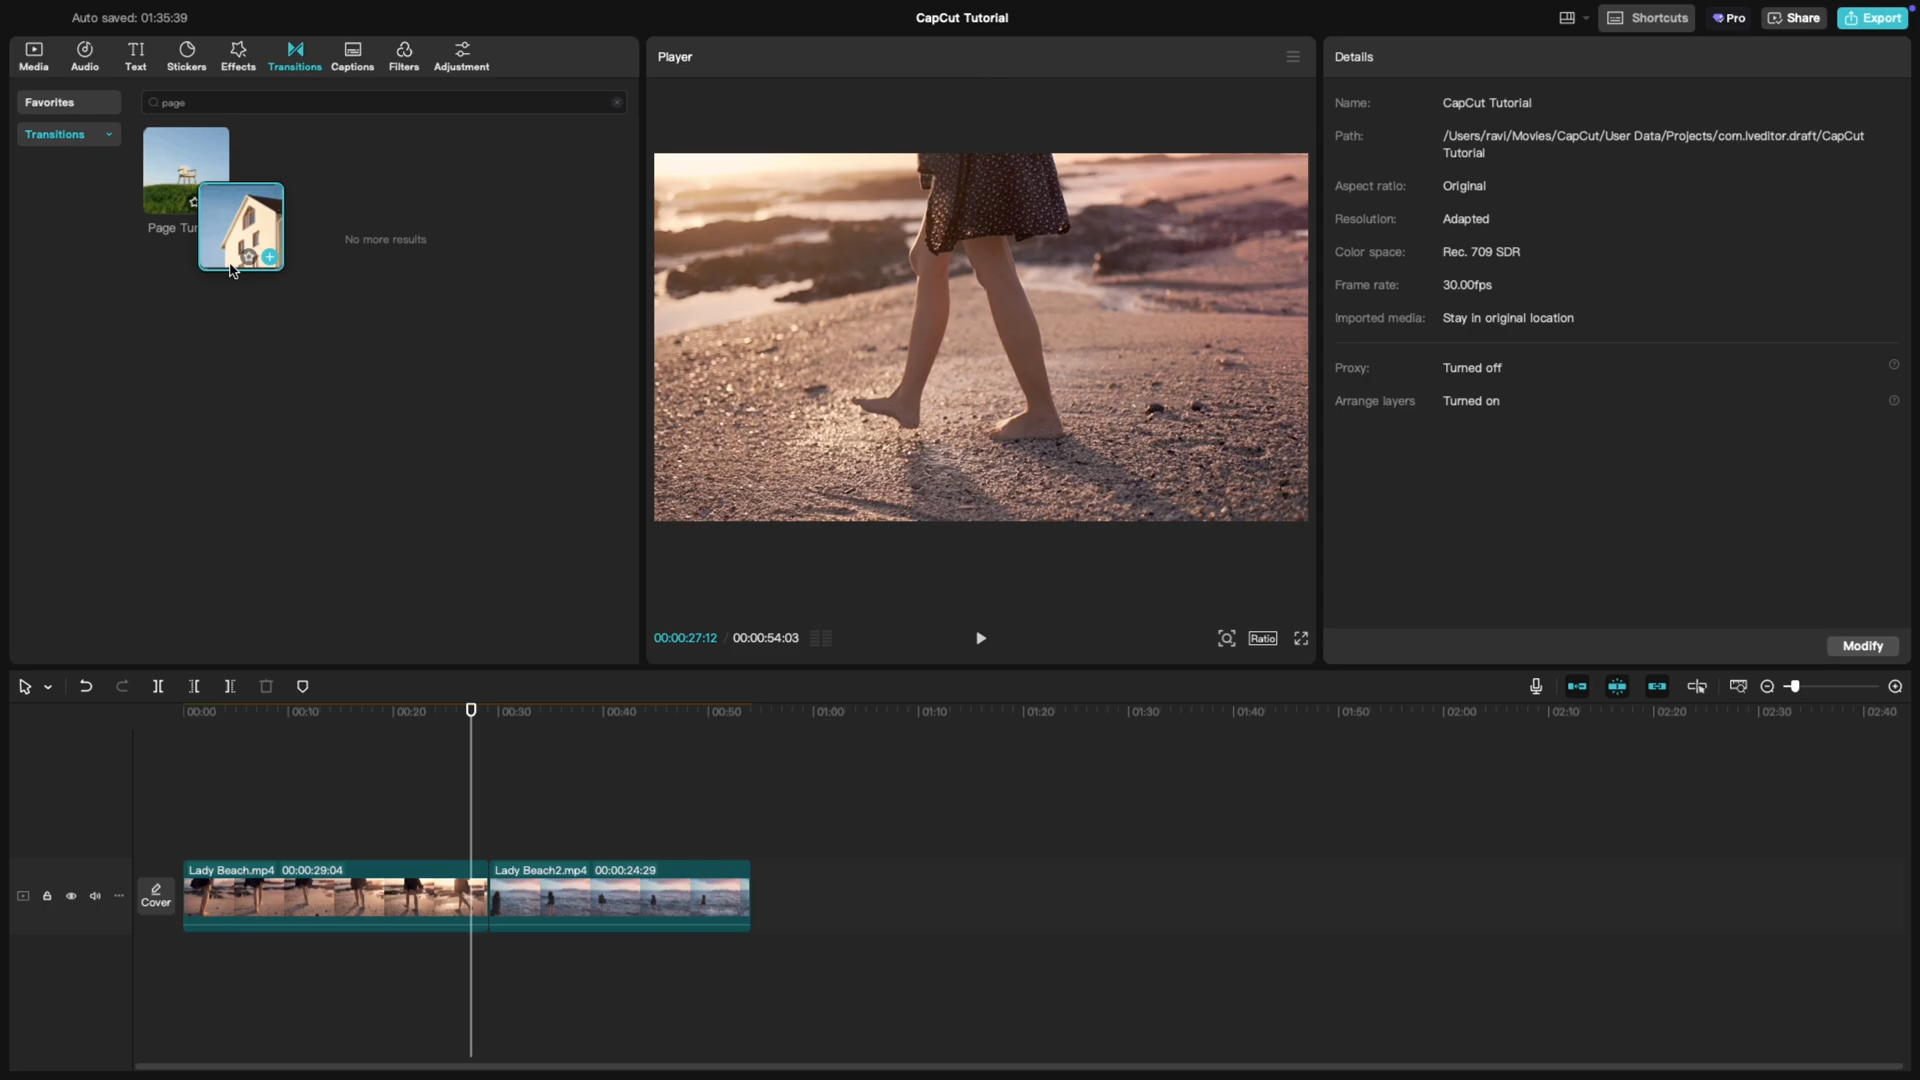 Auto saved: 01:35:39
CapCut Tutorial
Shortcuts
Pro
Share
Export
Media
Audio
TI
Text
Stickers
Effects
Transitions
Captions
Filters
Adjustment
Favorites
page
Transitions
Page Tur
No more results
Player
00:00:27:12 / 00:00:54:03
Ratio
Details
Name: CapCut Tutorial
Path: /Users/ravi/Movies/CapCut/User Data/Projects/com.lveditor.draft/CapCut
Tutorial
Aspect ratio: Original
Resolution: Adapted
Color space: Rec. 709 SDR
Frame rate: 30.00fps
Imported media: Stay in original location
Proxy: Turned off
Arrange layers Turned on
Modify
00:00 00:10 00:20 00:30 00:40 00:50 01:00 01:10 01:20 01:30 01:40 01:50 02:00 02:10 02:20 02:30 02:40
Lady Beach.mp4 00:00:29:04 Lady Beach2.mp4 00:00:24:29
Cover